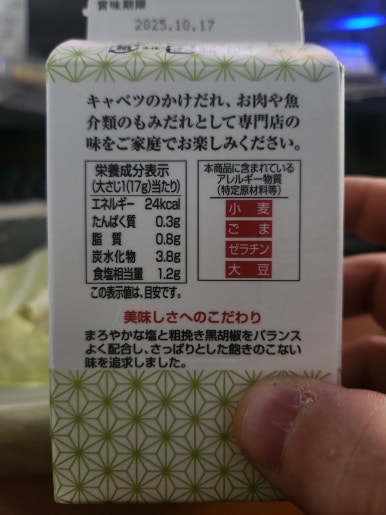 賞味期限
2025.10.17
キャベツのかけだれ、お肉や魚
介類のもみだれとして専門店の
味をご家庭でお楽しみください。
栄養成分表示
(大さじ1(17g)当たり)
エネルギー 24kcal
たんぱく質 0.3g
脂質 0.8g
炭水化物 3.8g
食塩相当量 1.2g
この表示値は、目安です。
本商品に含まれている
アレルギー物質
(特定原材料等)
小麦
ごま
ゼラチン
大豆
美味しさへのこだわり
まろやかな塩と粗挽き黒胡椒をバランス
よく配合し、さっぱりとした飽きのこない
味を追求しました。